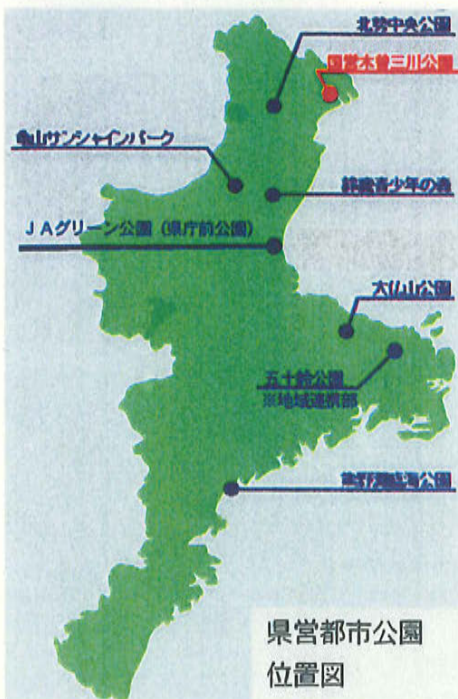 北勢中央公園
国営木曽三川公園
亀山サンシャインパーク
鈴鹿青少年の森
JAグリーン公園（県庁前公園）
大仏山公園
五十鈴公園
※地域連携部
熊野灘臨海公園
県営都市公園
位置図